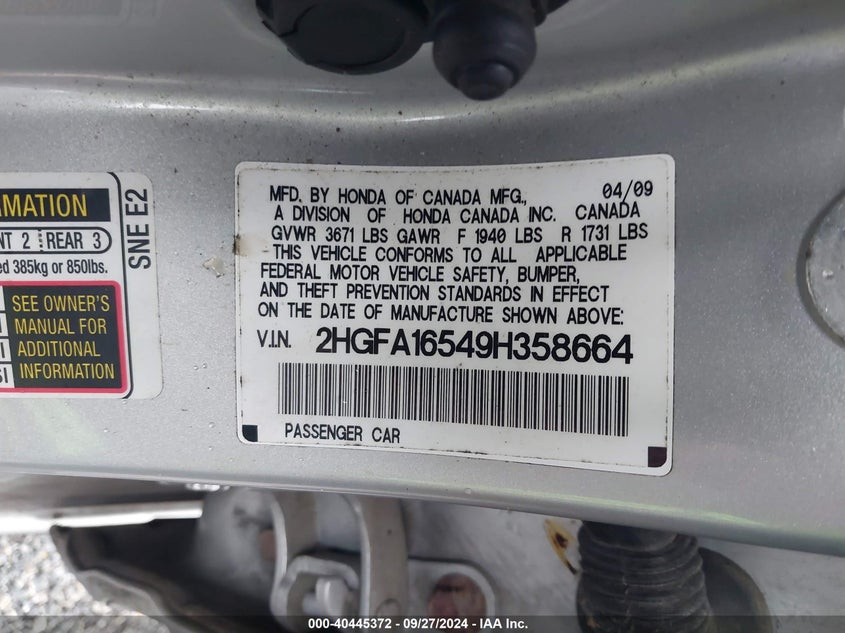 MFD. BY HONDA OF CANADA MFG., 04/09
A DIVISION OF HONDA CANADA INC. CANADA
GVWR 3671 LBS GAWR F 1940 LBS R 1731 LBS
THIS VEHICLE CONFORMS TO ALL APPLICABLE
FEDERAL MOTOR VEHICLE SAFETY, BUMPER,
AND THEFT PREVENTION STANDARDS IN EFFECT
ON THE DATE OF MANUFACTURE SHOWN ABOVE:
V.I.N. 2HGFA16549H358664
PASSENGER CAR
MATION
NT 2 REAR 3
ed 385kg or 850lbs.
SEE OWNER'S
MANUAL FOR
ADDITIONAL
INFORMATION
SNE E2
000-40445372 - 09/27/2024 - IAA Inc.